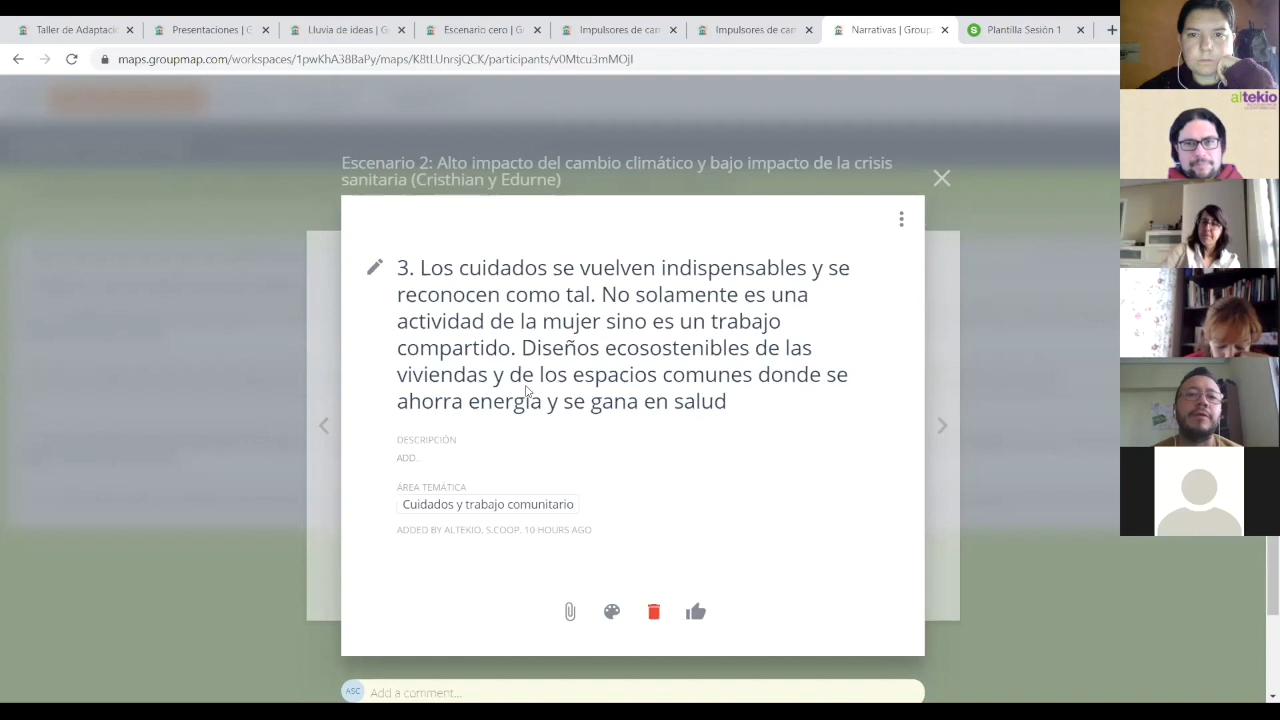 Taller de Adaptaci
Presentaciones | G
Lluvia de ideas | G
Escenario cero | G
Impulsores de cam
Impulsores de cam
Narrativas | Group
Plantilla Sesión 1
maps.groupmap.com/workspaces/1pwKhA38BaPy/maps/KBLUnrsjQCK/participants/v0Mtcu3mMOjI
altekio
Escenario 2: Alto impacto del cambio climático y bajo impacto de la crisis
sanitaria (Cristhian y Edurne)
3. Los cuidados se vuelven indispensables y se
reconocen como tal. No solamente es una
actividad de la mujer sino es un trabajo
compartido. Diseños ecosostenibles de las
viviendas y de los espacios comunes donde se
ahorra energía y se gana en salud
DESCRIPCIÓN
ADD..
ÁREA TEMÁTICA
Cuidados y trabajo comunitario
ADDED BY ALTEKIO, S.COOP. 10 HOURS AGO
ASC
Add a comment...